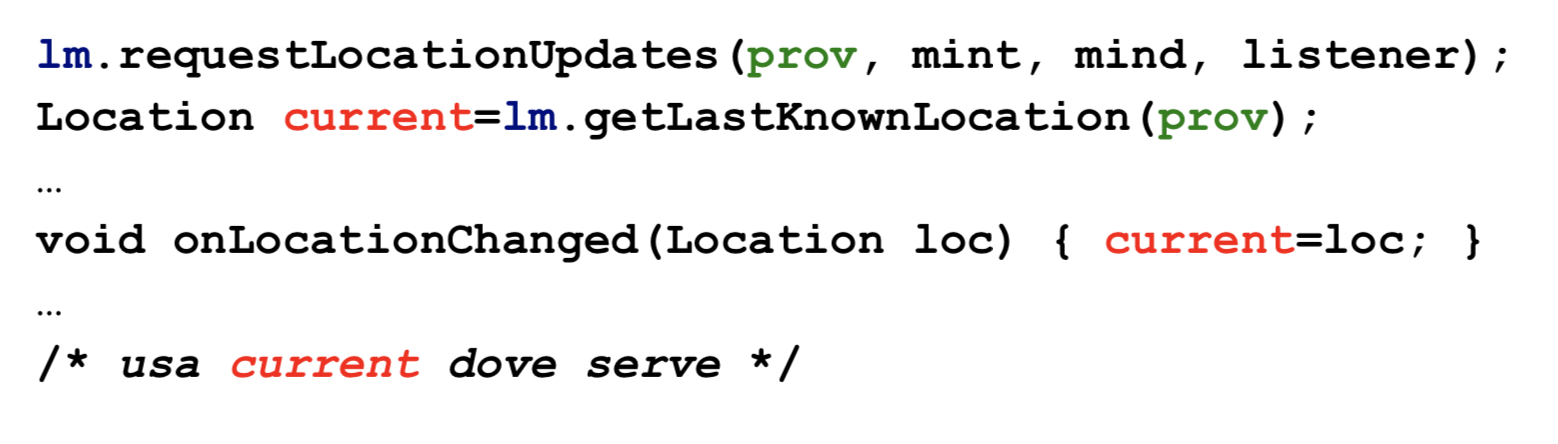 lm.requestLocationUpdates(prov, mint, mind, listener);
Location current=lm.getLastKnownLocation(prov);
…
void onLocationChanged(Location loc) { current=loc; }
…
/* usa current dove serve */